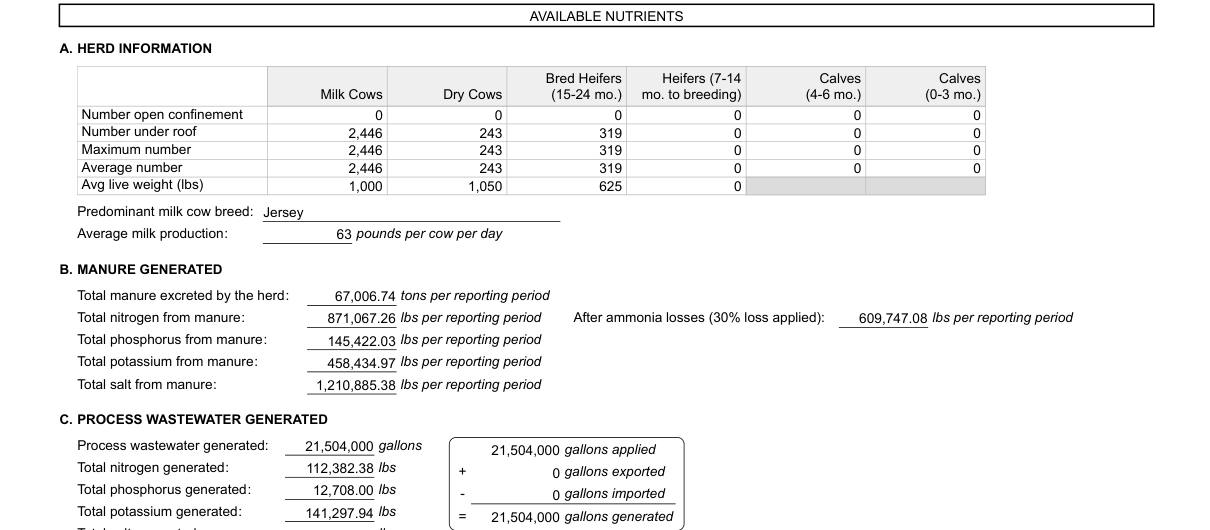 AVAILABLE NUTRIENTS
A. HERD INFORMATION
Milk Cows Dry Cows Bred Heifers (15-24 mo.) Heifers (7-14 mo. to breeding) Calves (4-6 mo.) Calves (0-3 mo.)
Number open confinement 0 0 0 0 0 0
Number under roof 2,446 243 319 0 0 0
Maximum number 2,446 243 319 0 0 0
Average number 2,446 243 319 0 0 0
Avg live weight (lbs) 1,000 1,050 625 0
Predominant milk cow breed: Jersey
Average milk production: 63 pounds per cow per day
B. MANURE GENERATED
Total manure excreted by the herd: 67,006.74 tons per reporting period
Total nitrogen from manure: 871,067.26 lbs per reporting period After ammonia losses (30% loss applied): 609,747.08 lbs per reporting period
Total phosphorus from manure: 145,422.03 lbs per reporting period
Total potassium from manure: 458,434.97 lbs per reporting period
Total salt from manure: 1,210,885.38 lbs per reporting period
C. PROCESS WASTEWATER GENERATED
Process wastewater generated: 21,504,000 gallons 21,504,000 gallons applied
Total nitrogen generated: 112,382.38 lbs + 0 gallons exported
Total phosphorus generated: 12,708.00 lbs - 0 gallons imported
Total potassium generated: 141,297.94 lbs = 21,504,000 gallons generated